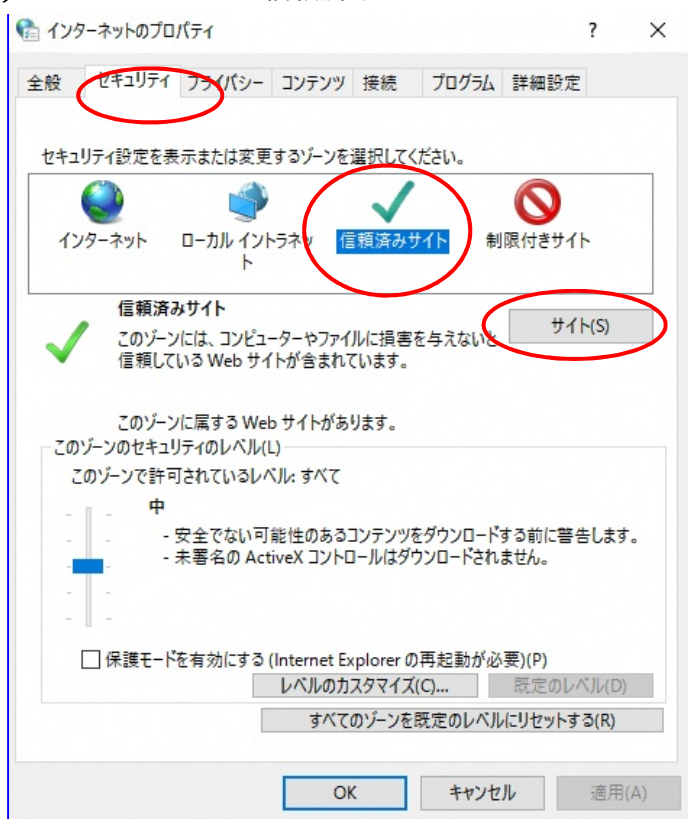 インターネットのプロパティ ? ×
全般 セキュリティ プライバシー コンテンツ 接続 プログラム 詳細設定
セキュリティ設定を表示または変更するゾーンを選択してください。
インターネット ローカル イントラネット 信頼済みサイト 制限付きサイト
信頼済みサイト
サイト(S)
このゾーンには、コンピューターやファイルに損害を与えないと
信頼している Web サイトが含まれています。
このゾーンに属する Web サイトがあります。
このゾーンのセキュリティのレベル(L)
このゾーンで許可されているレベル: すべて
中
- 安全でない可能性のあるコンテンツをダウンロードする前に警告します。
- 未署名の ActiveX コントロールはダウンロードされません。
保護モードを有効にする (Internet Explorer の再起動が必要)(P)
レベルのカスタマイズ(C)... 既定のレベル(D)
すべてのゾーンを既定のレベルにリセットする(R)
OK キャンセル 適用(A)